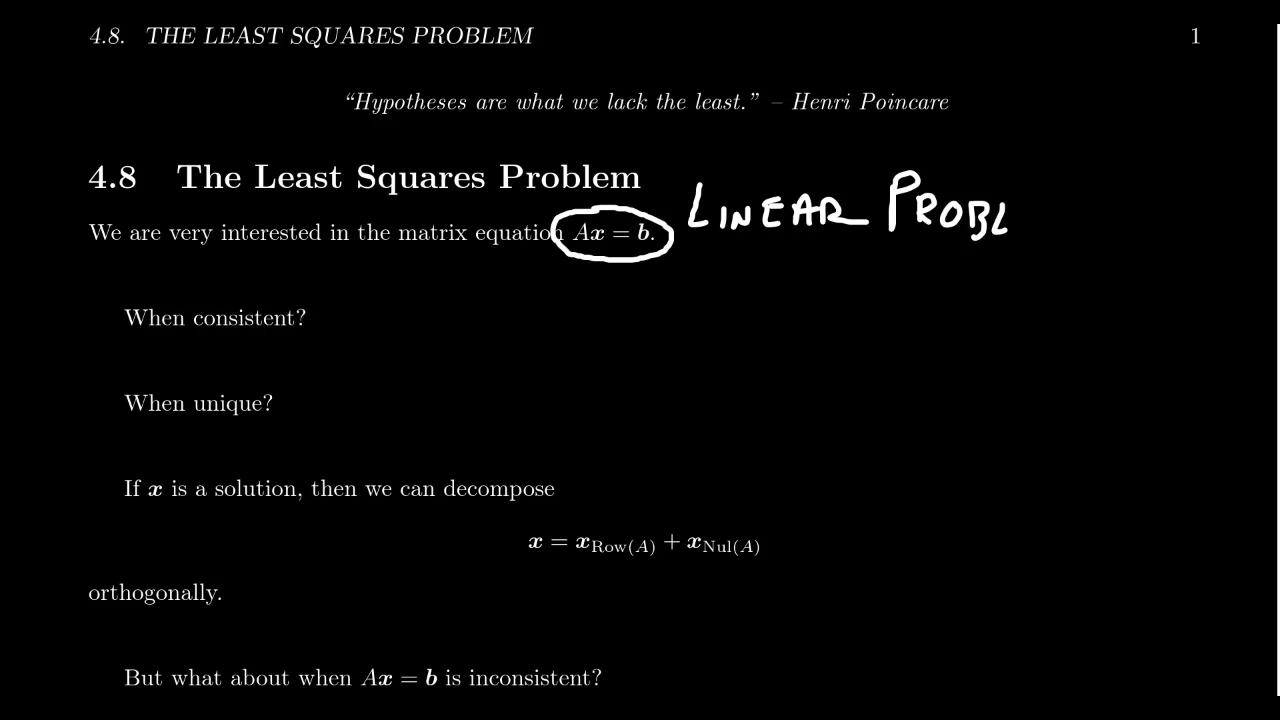 4.8. THE LEAST SQUARES PROBLEM 1
“Hypotheses are what we lack the least.” – Henri Poincare
4.8 The Least Squares Problem
LINEAR PROBL
We are very interested in the matrix equation Ax = b.
When consistent?
When unique?
If x is a solution, then we can decompose
x = x_Row(A) + x_Nul(A)
orthogonally.
But what about when Ax = b is inconsistent?